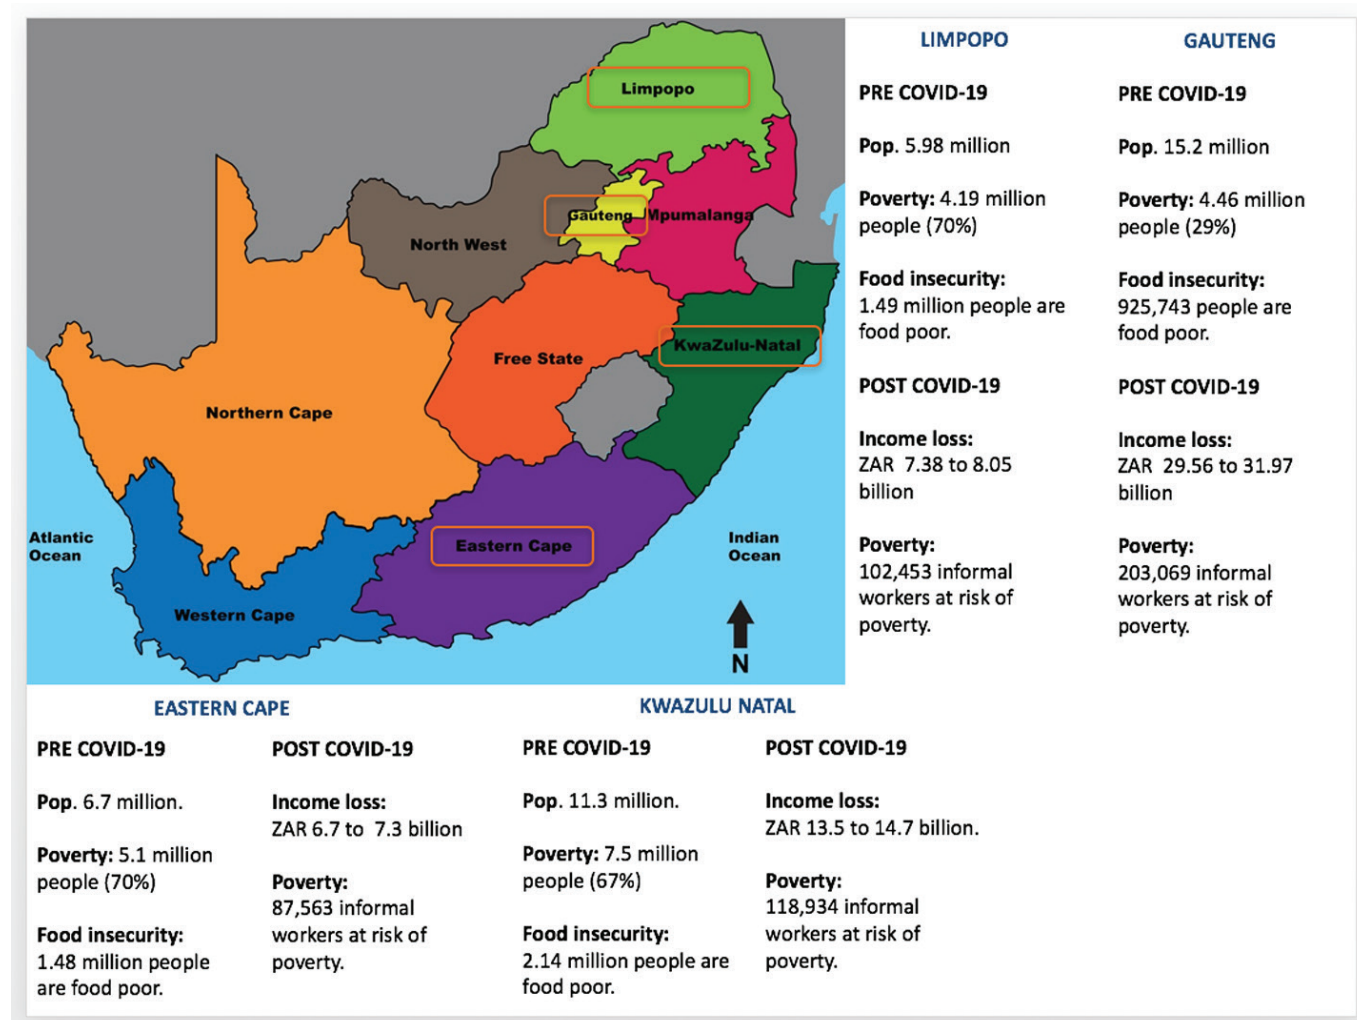 Limpopo
Gauteng
Mpumalanga
North West
KwaZulu-Natal
Free State
Northern Cape
Eastern Cape
Western Cape
Atlantic
Ocean
Indian
Ocean
N
LIMPOPO
PRE COVID-19
Pop. 5.98 million
Poverty: 4.19 million
people (70%)
Food insecurity:
1.49 million people are
food poor.
POST COVID-19
Income loss:
ZAR 7.38 to 8.05
billion
Poverty:
102,453 informal
workers at risk of
poverty.
GAUTENG
PRE COVID-19
Pop. 15.2 million
Poverty: 4.46 million
people (29%)
Food insecurity:
925,743 people are
food poor.
POST COVID-19
Income loss:
ZAR 29.56 to 31.97
billion
Poverty:
203,069 informal
workers at risk of
poverty.
EASTERN CAPE
PRE COVID-19
Pop. 6.7 million.
Poverty: 5.1 million
people (70%)
Food insecurity:
1.48 million people
are food poor.
POST COVID-19
Income loss:
ZAR 6.7 to 7.3 billion
Poverty:
87,563 informal
workers at risk of
poverty.
KWAZULU NATAL
PRE COVID-19
Pop. 11.3 million.
Poverty: 7.5 million
people (67%)
Food insecurity:
2.14 million people are
food poor.
POST COVID-19
Income loss:
ZAR 13.5 to 14.7 billion.
Poverty:
118,934 informal
workers at risk of
poverty.